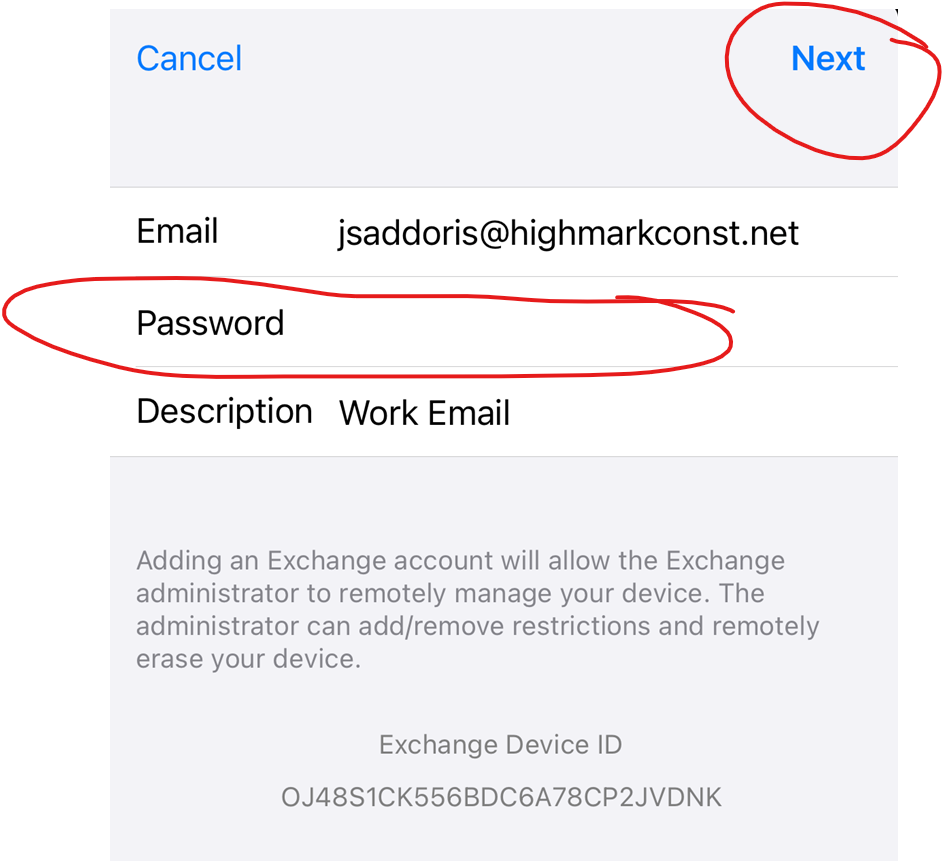 Cancel Next
Email jsaddoris@highmarkconst.net
Password
Description Work Email
Adding an Exchange account will allow the Exchange
administrator to remotely manage your device. The
administrator can add/remove restrictions and remotely
erase your device.
Exchange Device ID
OJ48S1CK556BDC6A78CP2JVDNK